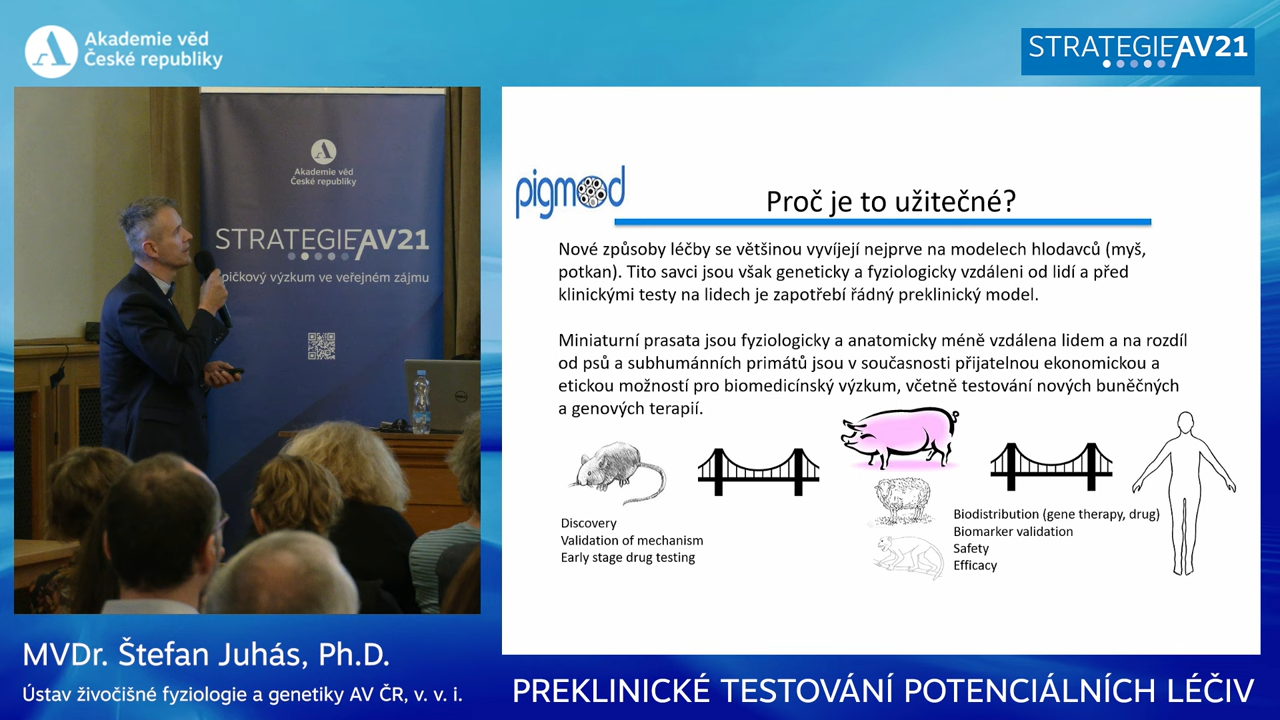 Akademie věd
České republiky
STRATEGIE AV21
Akademie věd
České republiky
STRATEGIE AV21
pičkový výzkum ve veřejném zájmu
DELL
pigmod
Proč je to užitečné?
Nové způsoby léčby se většinou vyvíjejí nejprve na modelech hlodavců (myš,
potkan). Tito savci jsou však geneticky a fyziologicky vzdáleni od lidí a před
klinickými testy na lidech je zapotřebí řádný preklinický model.
Miniaturní prasata jsou fyziologicky a anatomicky méně vzdálena lidem a na rozdíl
od psů a subhumánních primátů jsou v současnosti přijatelnou ekonomickou a
etickou možností pro biomedicínský výzkum, včetně testování nových buněčných
a genových terapií.
Discovery
Validation of mechanism
Early stage drug testing
Biodistribution (gene therapy, drug)
Biomarker validation
Safety
Efficacy
MVDr. Štefan Juhás, Ph.D.
Ústav živočišné fyziologie a genetiky AV ČR, v. v. i.
PREKLINICKÉ TESTOVÁNÍ POTENCIÁLNÍCH LÉČIV